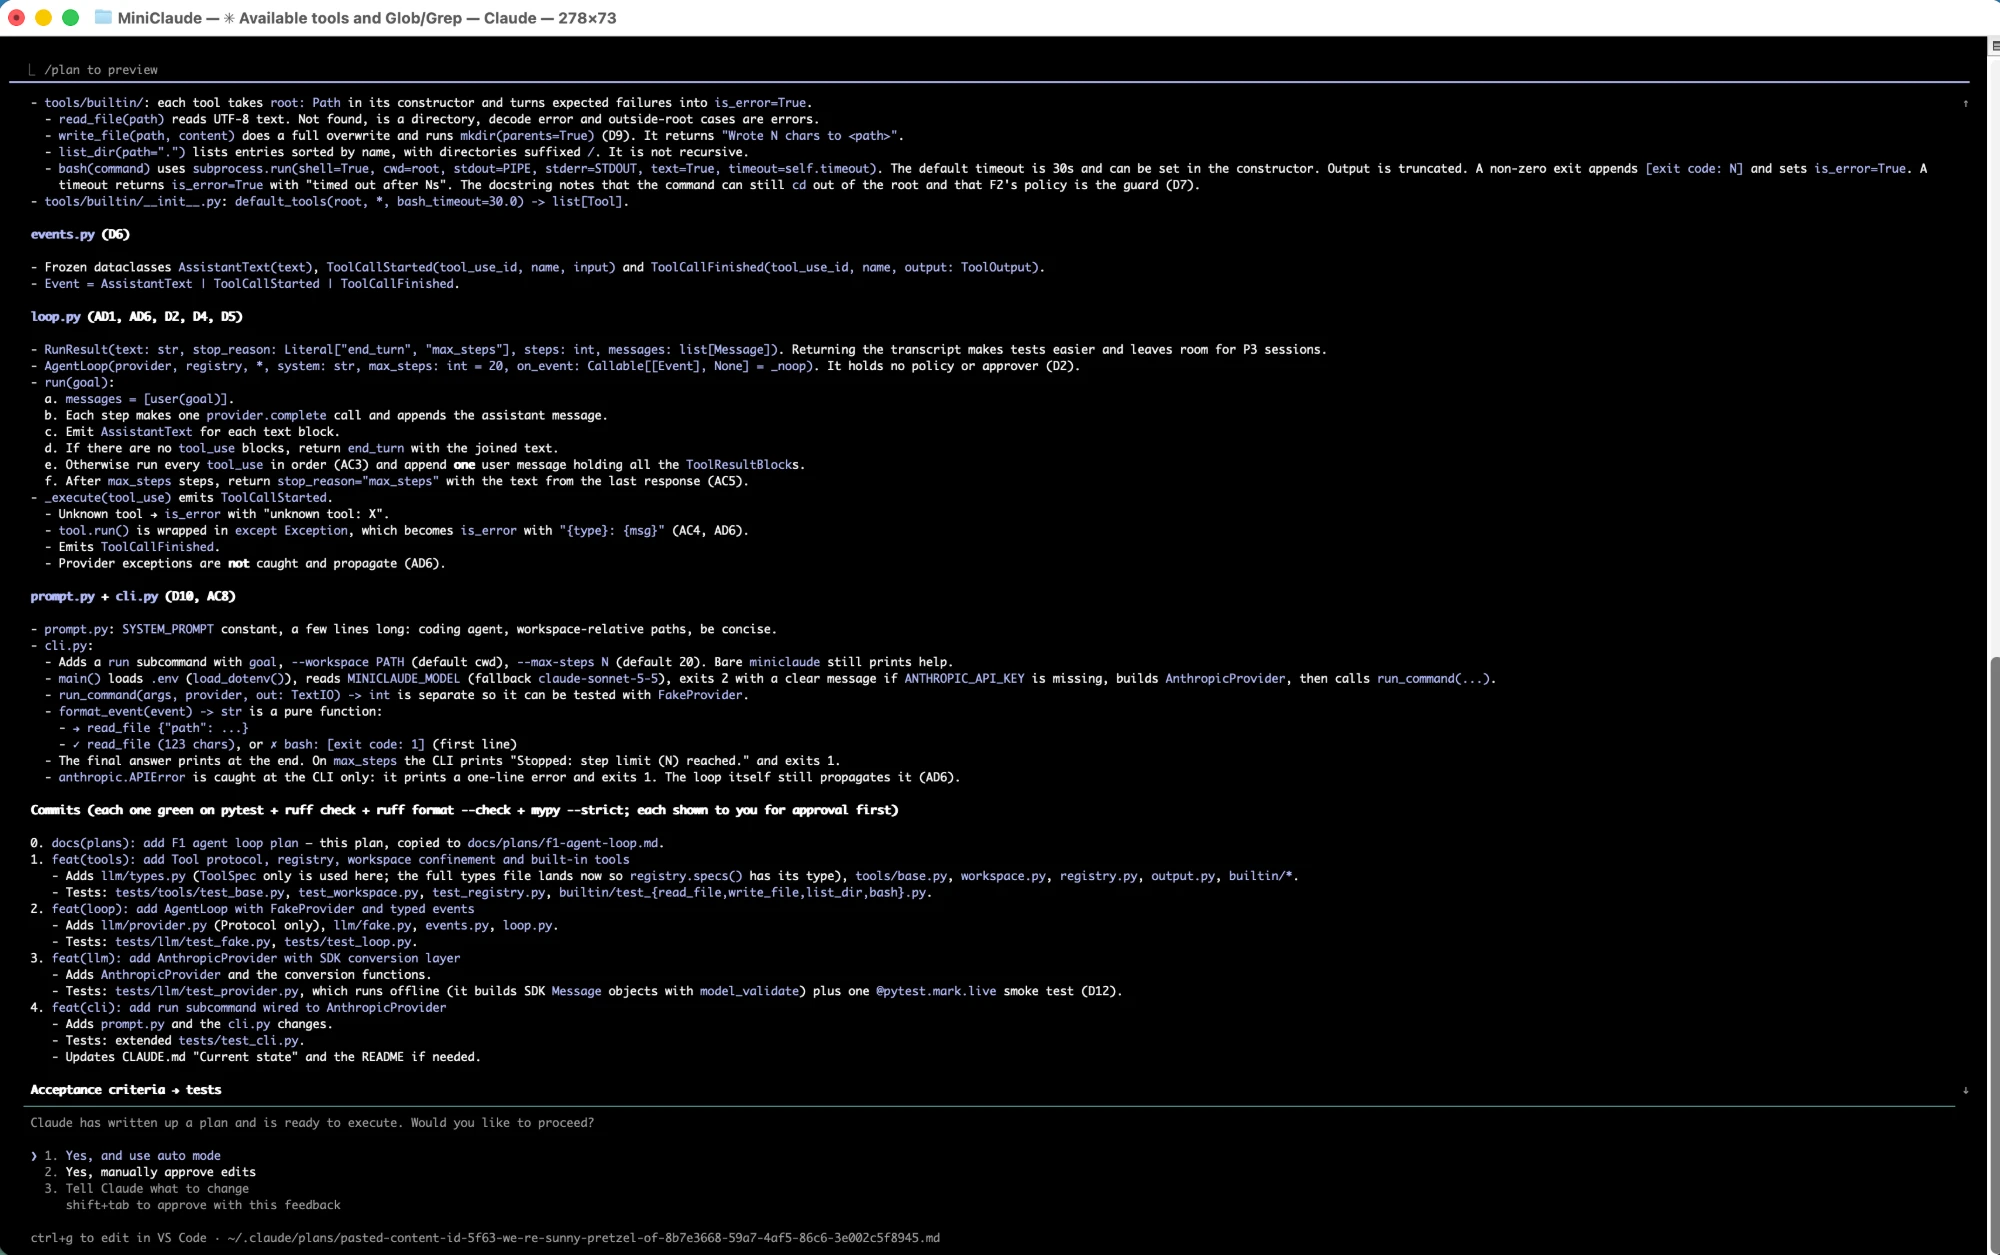 MiniClaude — ✳ Available tools and Glob/Grep — Claude — 278×73
⎿ /plan to preview
- tools/builtin/: each tool takes root: Path in its constructor and turns expected failures into is_error=True. ↑
- read_file(path) reads UTF-8 text. Not found, is a directory, decode error and outside-root cases are errors.
- write_file(path, content) does a full overwrite and runs mkdir(parents=True) (D9). It returns "Wrote N chars to <path>".
- list_dir(path=".") lists entries sorted by name, with directories suffixed /. It is not recursive.
- bash(command) uses subprocess.run(shell=True, cwd=root, stdout=PIPE, stderr=STDOUT, text=True, timeout=self.timeout). The default timeout is 30s and can be set in the constructor. Output is truncated. A non-zero exit appends [exit code: N] and sets is_error=True. A
timeout returns is_error=True with "timed out after Ns". The docstring notes that the command can still cd out of the root and that F2's policy is the guard (D7).
- tools/builtin/__init__.py: default_tools(root, *, bash_timeout=30.0) -> list[Tool].
events.py (D6)
- Frozen dataclasses AssistantText(text), ToolCallStarted(tool_use_id, name, input) and ToolCallFinished(tool_use_id, name, output: ToolOutput).
- Event = AssistantText | ToolCallStarted | ToolCallFinished.
loop.py (AD1, AD6, D2, D4, D5)
- RunResult(text: str, stop_reason: Literal["end_turn", "max_steps"], steps: int, messages: list[Message]). Returning the transcript makes tests easier and leaves room for P3 sessions.
- AgentLoop(provider, registry, *, system: str, max_steps: int = 20, on_event: Callable[[Event], None] = _noop). It holds no policy or approver (D2).
- run(goal):
a. messages = [user(goal)].
b. Each step makes one provider.complete call and appends the assistant message.
c. Emit AssistantText for each text block.
d. If there are no tool_use blocks, return end_turn with the joined text.
e. Otherwise run every tool_use in order (AC3) and append one user message holding all the ToolResultBlocks.
f. After max_steps steps, return stop_reason="max_steps" with the text from the last response (AC5).
- _execute(tool_use) emits ToolCallStarted.
- Unknown tool → is_error with "unknown tool: X".
- tool.run() is wrapped in except Exception, which becomes is_error with "{type}: {msg}" (AC4, AD6).
- Emits ToolCallFinished.
- Provider exceptions are not caught and propagate (AD6).
prompt.py + cli.py (D10, AC8)
- prompt.py: SYSTEM_PROMPT constant, a few lines long: coding agent, workspace-relative paths, be concise.
- cli.py:
- Adds a run subcommand with goal, --workspace PATH (default cwd), --max-steps N (default 20). Bare miniclaude still prints help.
- main() loads .env (load_dotenv()), reads MINICLAUDE_MODEL (fallback claude-sonnet-5-5), exits 2 with a clear message if ANTHROPIC_API_KEY is missing, builds AnthropicProvider, then calls run_command(...).
- run_command(args, provider, out: TextIO) -> int is separate so it can be tested with FakeProvider.
- format_event(event) -> str is a pure function:
- → read_file {"path": ...}
- ✓ read_file (123 chars), or ✗ bash: [exit code: 1] (first line)
- The final answer prints at the end. On max_steps the CLI prints "Stopped: step limit (N) reached." and exits 1.
- anthropic.APIError is caught at the CLI only: it prints a one-line error and exits 1. The loop itself still propagates it (AD6).
Commits (each one green on pytest + ruff check + ruff format --check + mypy --strict; each shown to you for approval first)
0. docs(plans): add F1 agent loop plan — this plan, copied to docs/plans/f1-agent-loop.md.
1. feat(tools): add Tool protocol, registry, workspace confinement and built-in tools
- Adds llm/types.py (ToolSpec only is used here; the full types file lands now so registry.specs() has its type), tools/base.py, workspace.py, registry.py, output.py, builtin/*.
- Tests: tests/tools/test_base.py, test_workspace.py, test_registry.py, builtin/test_{read_file,write_file,list_dir,bash}.py.
2. feat(loop): add AgentLoop with FakeProvider and typed events
- Adds llm/provider.py (Protocol only), llm/fake.py, events.py, loop.py.
- Tests: tests/llm/test_fake.py, tests/test_loop.py.
3. feat(llm): add AnthropicProvider with SDK conversion layer
- Adds AnthropicProvider and the conversion functions.
- Tests: tests/llm/test_provider.py, which runs offline (it builds SDK Message objects with model_validate) plus one @pytest.mark.live smoke test (D12).
4. feat(cli): add run subcommand wired to AnthropicProvider
- Adds prompt.py and the cli.py changes.
- Tests: extended tests/test_cli.py.
- Updates CLAUDE.md "Current state" and the README if needed.
Acceptance criteria → tests ↓
Claude has written up a plan and is ready to execute. Would you like to proceed?
❯ 1. Yes, and use auto mode
2. Yes, manually approve edits
3. Tell Claude what to change
shift+tab to approve with this feedback
ctrl+g to edit in VS Code · ~/.claude/plans/pasted-content-id-5f63-we-re-sunny-pretzel-of-8b7e3668-59a7-4af5-86c6-3e002c5f8945.md